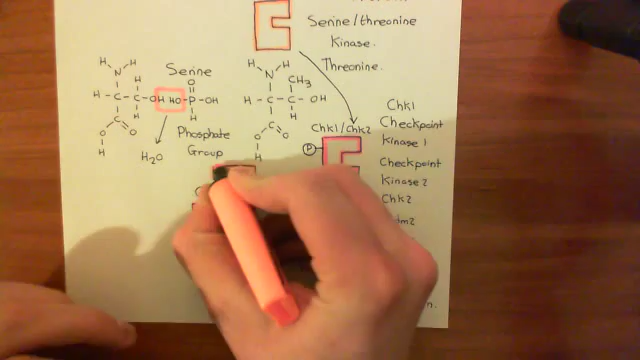 Serine/threonine
Kinase.
Threonine.
Serine
H H
N
H
H - C - C - OH HO - P - OH
O
H H
C O
O
H
H2O
Phosphate
Group
H H
N CH3
H - C - C - OH
H
C O
O
H
Chk1/Chk2
P
Chk1
Checkpoint
Kinase 1
Checkpoint
Kinase 2
Chk2